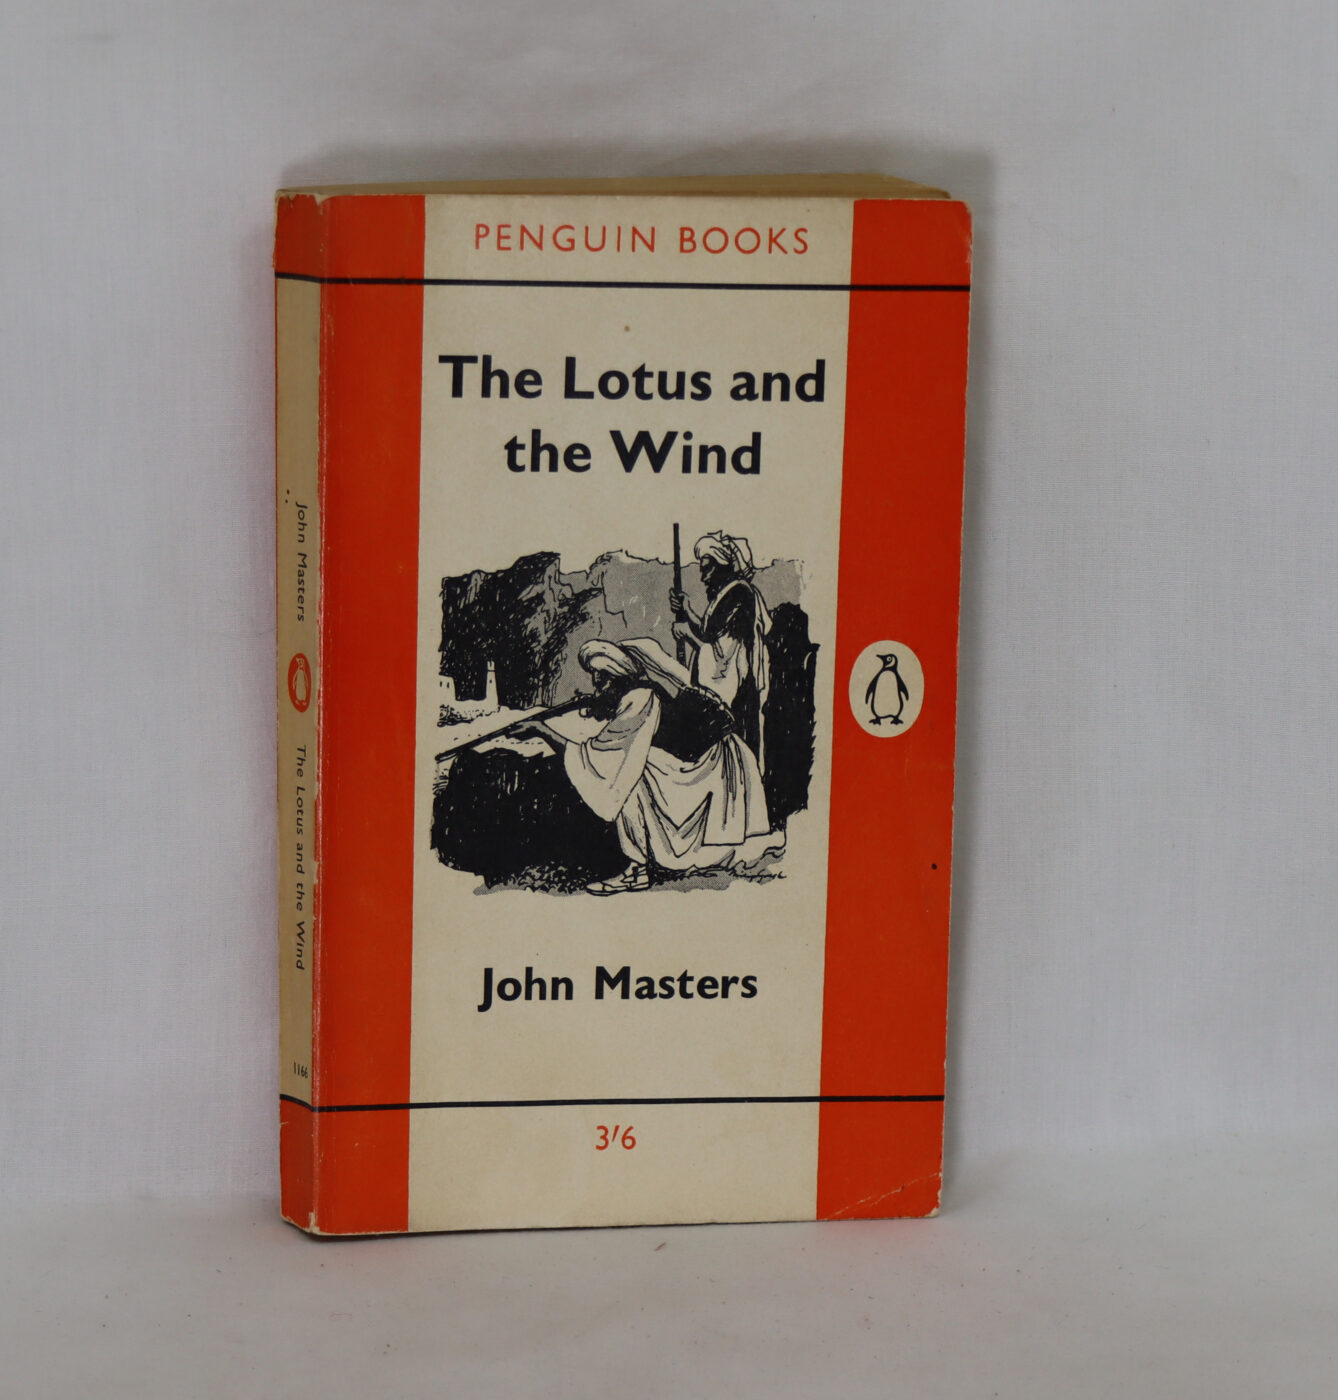 PENGUIN BOOKS
The Lotus and
the Wind
John Masters
3'6
John Masters
The Lotus and the Wind
1166